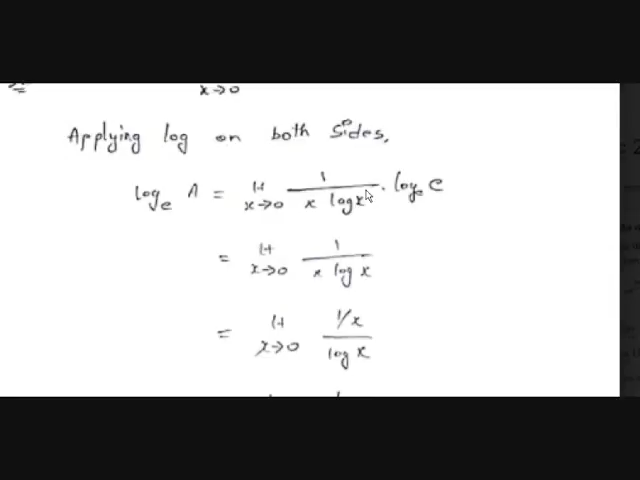 x→0
Applying log on both Sides,
logₑ A = lt x→0 1/(x log x) · logₑ e
= lt x→0 1/(x log x)
= lt x→0 (1/x)/(log x)